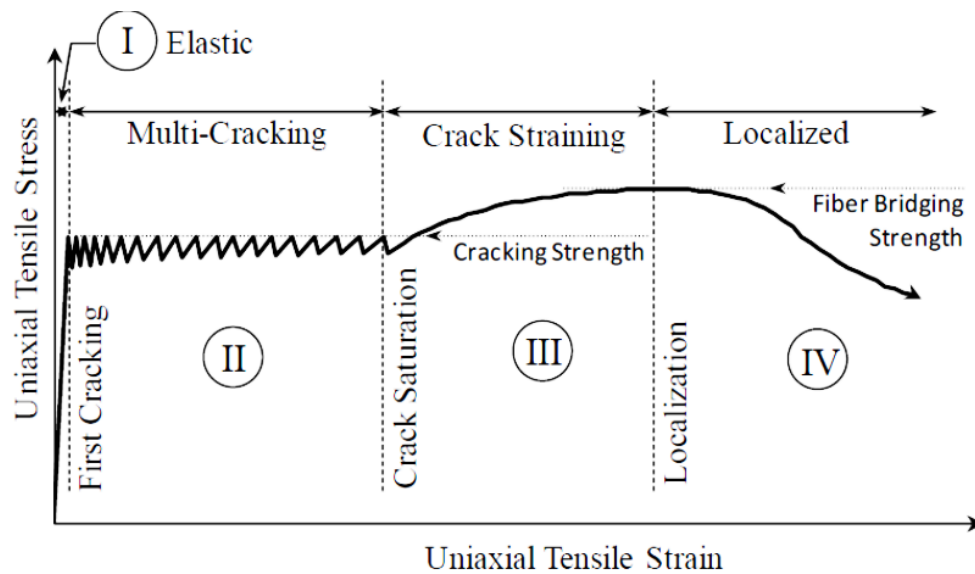 I Elastic
Multi-Cracking
Crack Straining
Localized
Fiber Bridging
Strength
Cracking Strength
Uniaxial Tensile Stress
First Cracking
II
Crack Saturation
III
Localization
IV
Uniaxial Tensile Strain